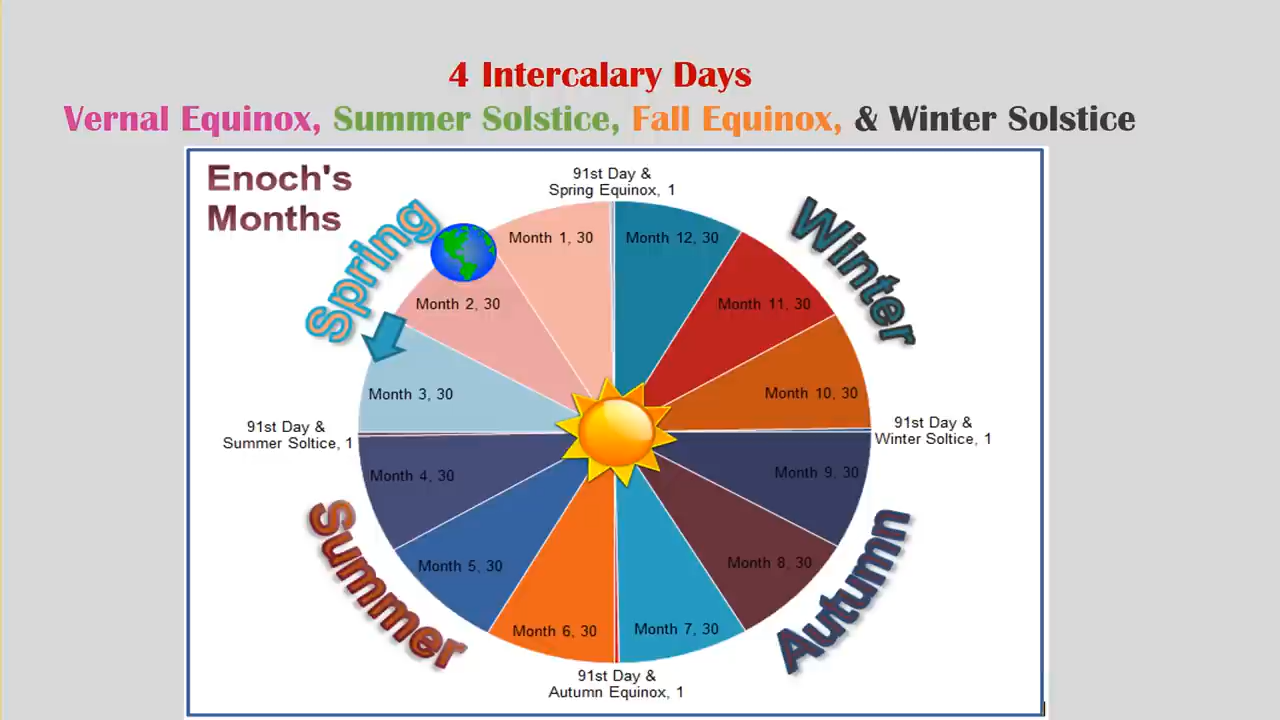 4 Intercalary Days
Vernal Equinox, Summer Solstice, Fall Equinox, & Winter Solstice
Enoch's
Months
91st Day &
Spring Equinox, 1
Spring
Winter
Month 1, 30
Month 12, 30
Month 2, 30
Month 11, 30
Month 3, 30
Month 10, 30
91st Day &
Summer Soltice, 1
91st Day &
Winter Soltice, 1
Month 4, 30
Month 9, 30
Month 5, 30
Month 8, 30
Month 6, 30
Month 7, 30
Summer
Autumn
91st Day &
Autumn Equinox, 1